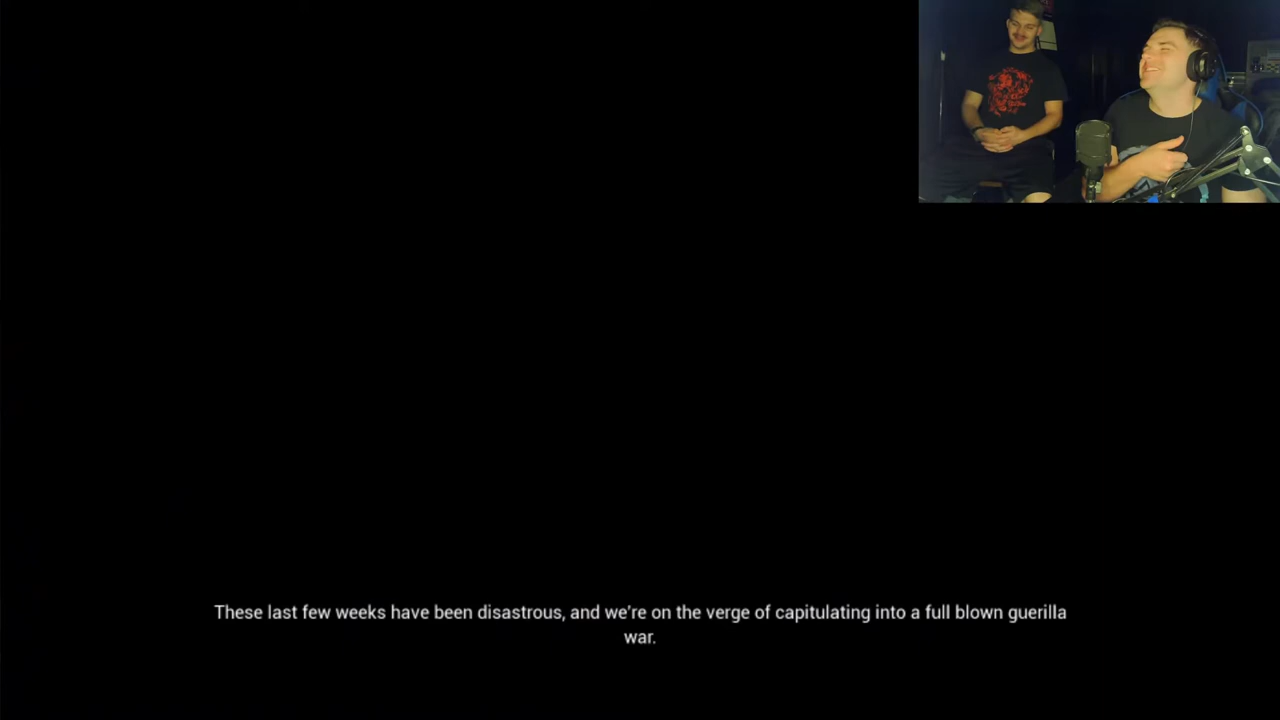 These last few weeks have been disastrous, and we're on the verge of capitulating into a full blown guerilla
war.